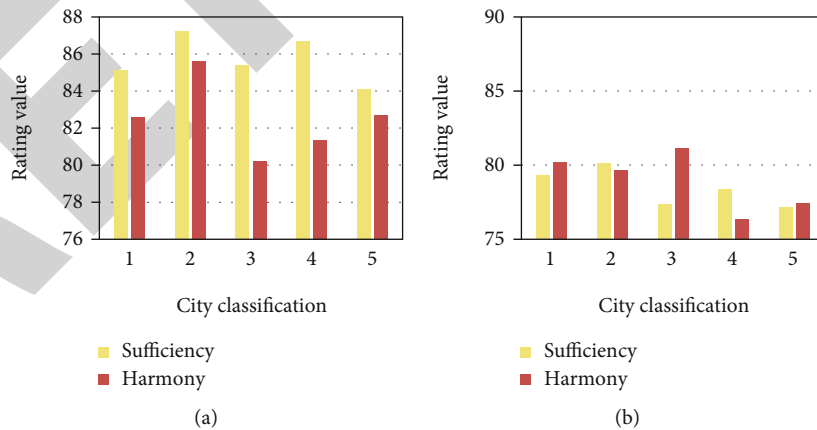 88
86
84
82
80
78
76
Rating value
1 2 3 4 5
City classification
Sufficiency
Harmony
(a)
90
85
80
75
Rating value
1 2 3 4 5
City classification
Sufficiency
Harmony
(b)